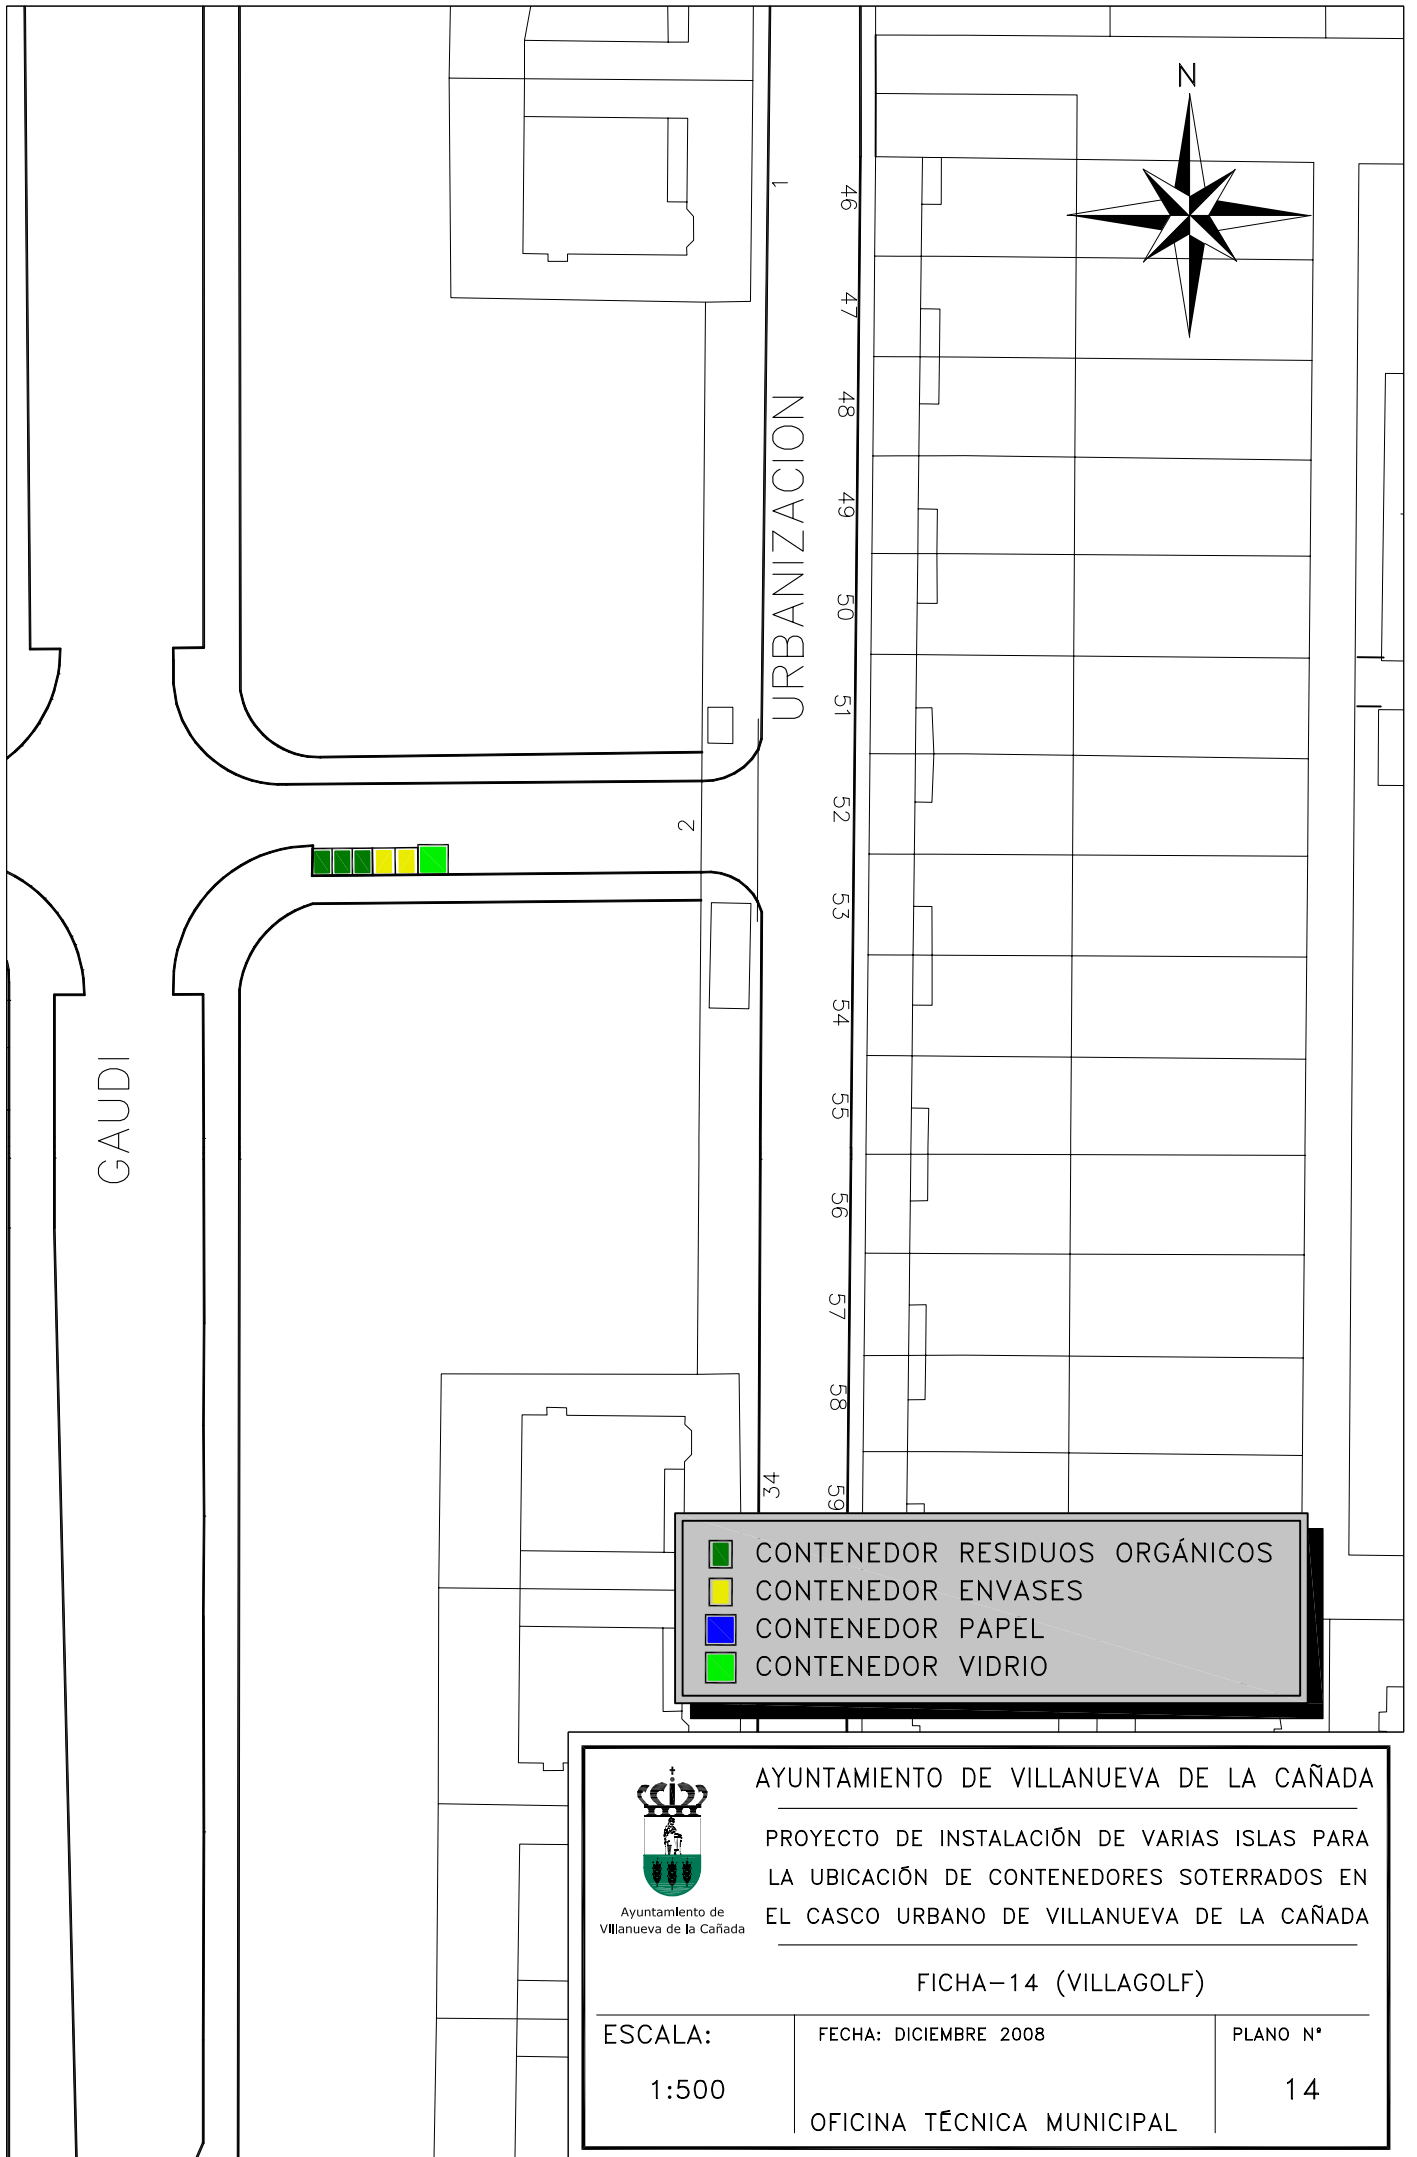 N
1
46
47
48
49
50
51
52
53
54
55
56
57
58
59
34
2
URBANIZACION
GAUDI
CONTENEDOR RESIDUOS ORGÁNICOS
CONTENEDOR ENVASES
CONTENEDOR PAPEL
CONTENEDOR VIDRIO
Ayuntamiento de
Villanueva de la Cañada
AYUNTAMIENTO DE VILLANUEVA DE LA CAÑADA
PROYECTO DE INSTALACIÓN DE VARIAS ISLAS PARA
LA UBICACIÓN DE CONTENEDORES SOTERRADOS EN
EL CASCO URBANO DE VILLANUEVA DE LA CAÑADA
FICHA-14 (VILLAGOLF)
ESCALA:
1:500
FECHA: DICIEMBRE 2008
OFICINA TÉCNICA MUNICIPAL
PLANO Nº
14